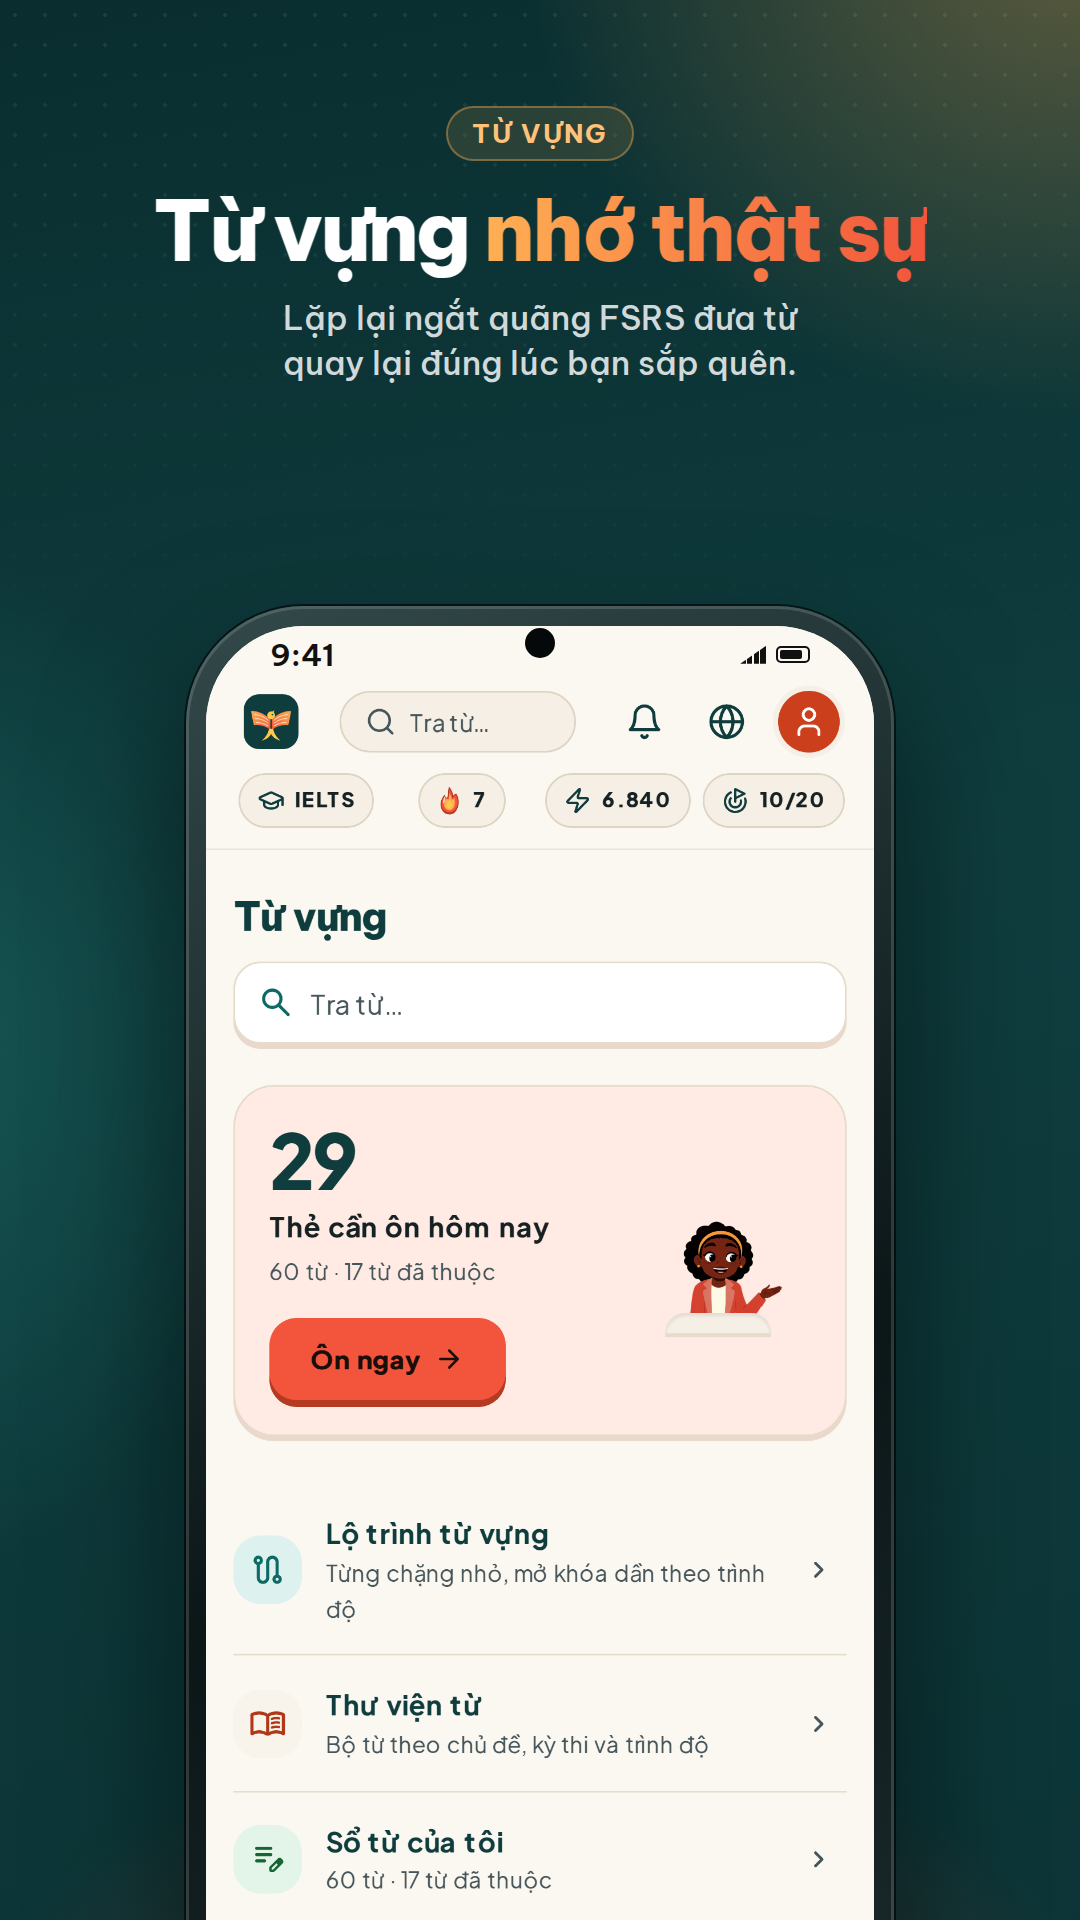 TỪ VỰNG
Từ vựng nhớ thật sự
Lặp lại ngắt quãng FSRS đưa từ
quay lại đúng lúc bạn sắp quên.
9:41
Tra từ...
IELTS
7
6.840
10/20
Từ vựng
Tra từ...
29
Thẻ cần ôn hôm nay
60 từ · 17 từ đã thuộc
Ôn ngay
Lộ trình từ vựng
Từng chặng nhỏ, mở khóa dần theo trình
độ
Thư viện từ
Bộ từ theo chủ đề, kỳ thi và trình độ
Sổ từ của tôi
60 từ · 17 từ đã thuộc